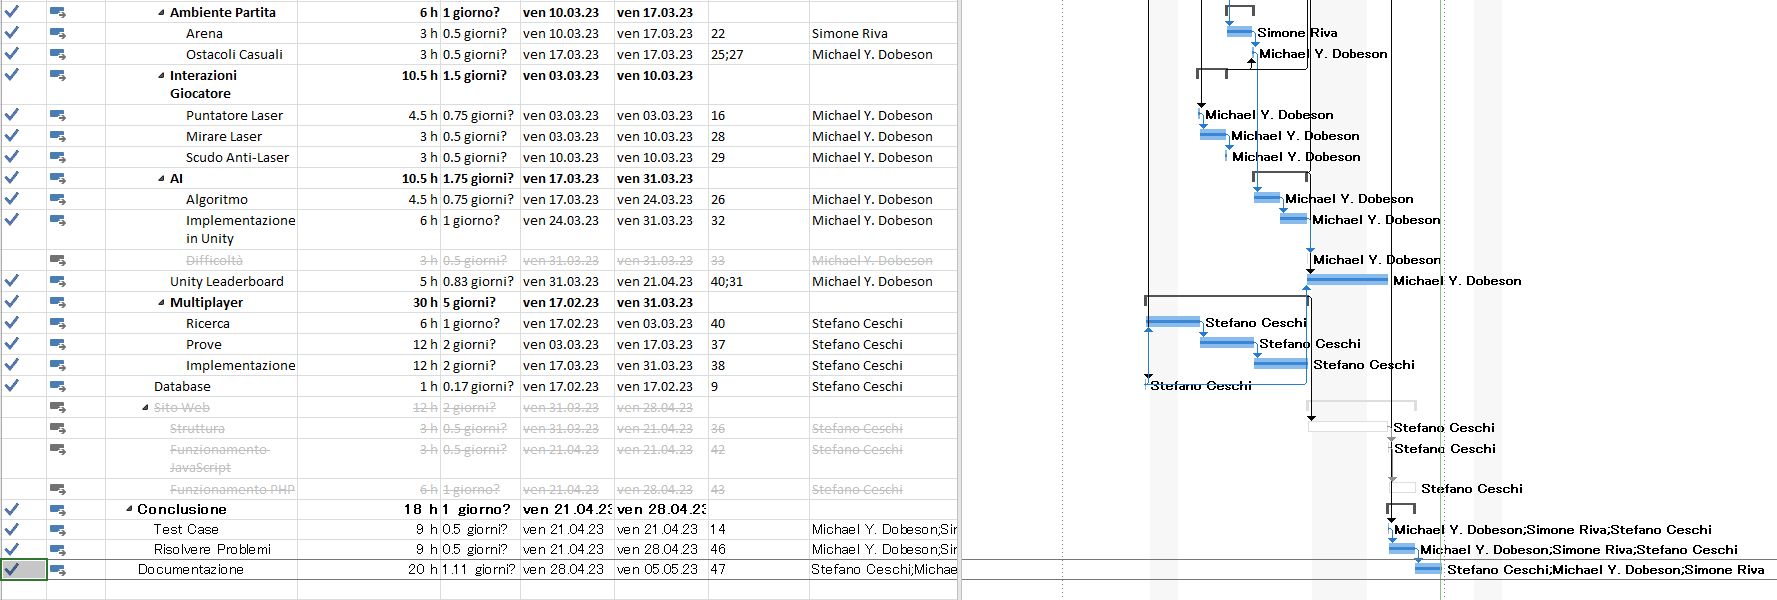 Ambiente Partita 6 h 1 giorno? ven 10.03.23 ven 17.03.23
Arena 3 h 0.5 giorni? ven 10.03.23 ven 17.03.23 22 Simone Riva Simone Riva
Ostacoli Casuali 3 h 0.5 giorni? ven 17.03.23 ven 17.03.23 25;27 Michael Y. Dobeson Michael Y. Dobeson
Interazioni 10.5 h 1.5 giorni? ven 03.03.23 ven 10.03.23
Giocatore
Puntatore Laser 4.5 h 0.75 giorni? ven 03.03.23 ven 03.03.23 16 Michael Y. Dobeson Michael Y. Dobeson
Mirare Laser 3 h 0.5 giorni? ven 03.03.23 ven 10.03.23 28 Michael Y. Dobeson Michael Y. Dobeson
Scudo Anti-Laser 3 h 0.5 giorni? ven 10.03.23 ven 10.03.23 29 Michael Y. Dobeson Michael Y. Dobeson
AI 10.5 h 1.75 giorni? ven 17.03.23 ven 31.03.23
Algoritmo 4.5 h 0.75 giorni? ven 17.03.23 ven 24.03.23 26 Michael Y. Dobeson Michael Y. Dobeson
Implementazione 6 h 1 giorno? ven 24.03.23 ven 31.03.23 32 Michael Y. Dobeson Michael Y. Dobeson
in Unity
Difficoltà 3 h 0.5 giorni? ven 31.03.23 ven 31.03.23 33 Michael Y. Dobeson Michael Y. Dobeson
Unity Leaderboard 5 h 0.83 giorni? ven 31.03.23 ven 21.04.23 40;31 Michael Y. Dobeson Michael Y. Dobeson
Multiplayer 30 h 5 giorni? ven 17.02.23 ven 31.03.23
Ricerca 6 h 1 giorno? ven 17.02.23 ven 03.03.23 40 Stefano Ceschi Stefano Ceschi
Prove 12 h 2 giorni? ven 03.03.23 ven 17.03.23 37 Stefano Ceschi Stefano Ceschi
Implementazione 12 h 2 giorni? ven 17.03.23 ven 31.03.23 38 Stefano Ceschi Stefano Ceschi
Database 1 h 0.17 giorni? ven 17.02.23 ven 17.02.23 9 Stefano Ceschi Stefano Ceschi
Sito Web 12 h 2 giorni? ven 31.03.23 ven 28.04.23
Struttura 3 h 0.5 giorni? ven 31.03.23 ven 21.04.23 36 Stefano Ceschi Stefano Ceschi
Funzionamento 3 h 0.5 giorni? ven 21.04.23 ven 21.04.23 42 Stefano Ceschi Stefano Ceschi
JavaScript
Funzionamento PHP 6 h 1 giorno? ven 21.04.23 ven 28.04.23 43 Stefano Ceschi Stefano Ceschi
Conclusione 18 h 1 giorno? ven 21.04.23 ven 28.04.23
Test Case 9 h 0.5 giorni? ven 21.04.23 ven 21.04.23 14 Michael Y. Dobeson;Sir Michael Y. Dobeson;Simone Riva;Stefano Ceschi
Risolvere Problemi 9 h 0.5 giorni? ven 21.04.23 ven 28.04.23 46 Michael Y. Dobeson;Sir Michael Y. Dobeson;Simone Riva;Stefano Ceschi
Documentazione 20 h 1.11 giorni? ven 28.04.23 ven 05.05.23 47 Stefano Ceschi;Michae Stefano Ceschi;Michael Y. Dobeson;Simone Riva